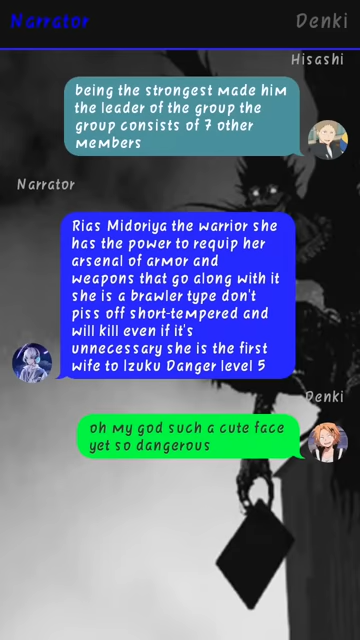 Narrator Denki
Hisashi
being the strongest made him
the leader of the group the
group consists of 7 other
members
Narrator
Rias Midoriya the warrior she
has the power to requip her
arsenal of armor and
weapons that go along with it
she is a brawler type don't
piss off short-tempered and
will kill even if it's
unnecessary she is the first
wife to Izuku Danger level 5
Denki
oh my god such a cute face
yet so dangerous